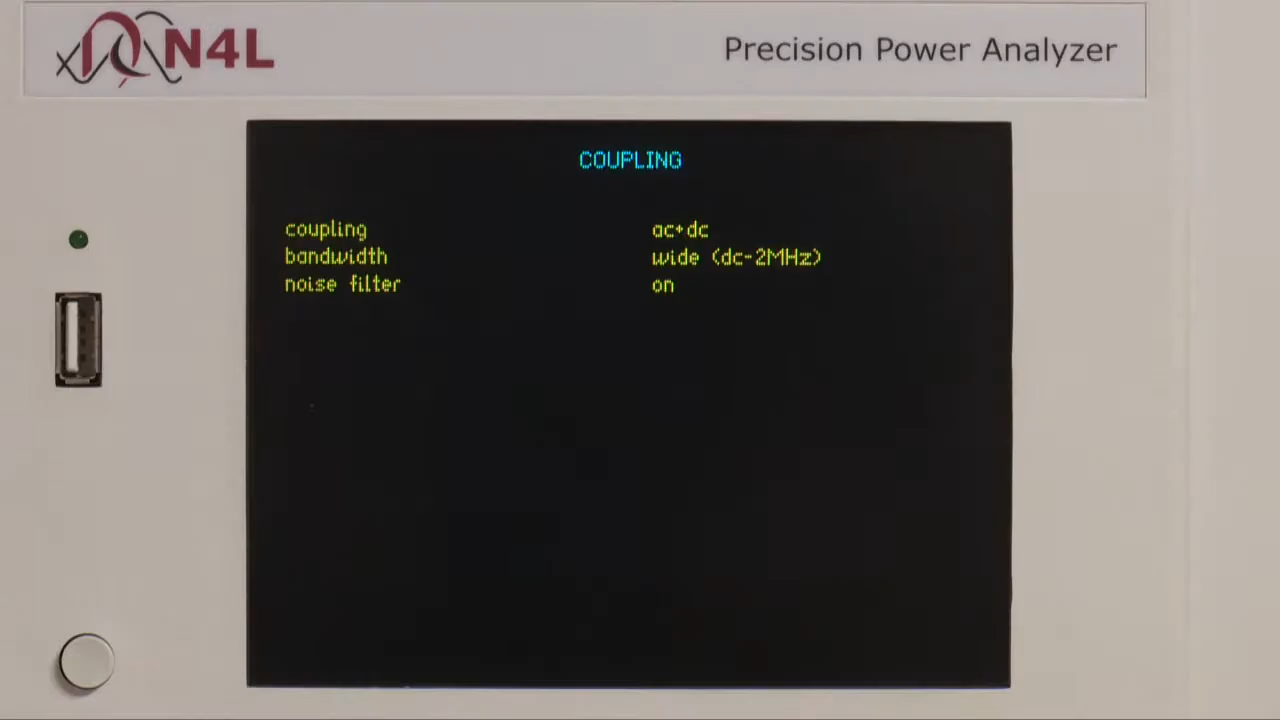 N4L
Precision Power Analyzer
COUPLING
coupling ac+dc
bandwidth wide (dc-2MHz)
noise filter on